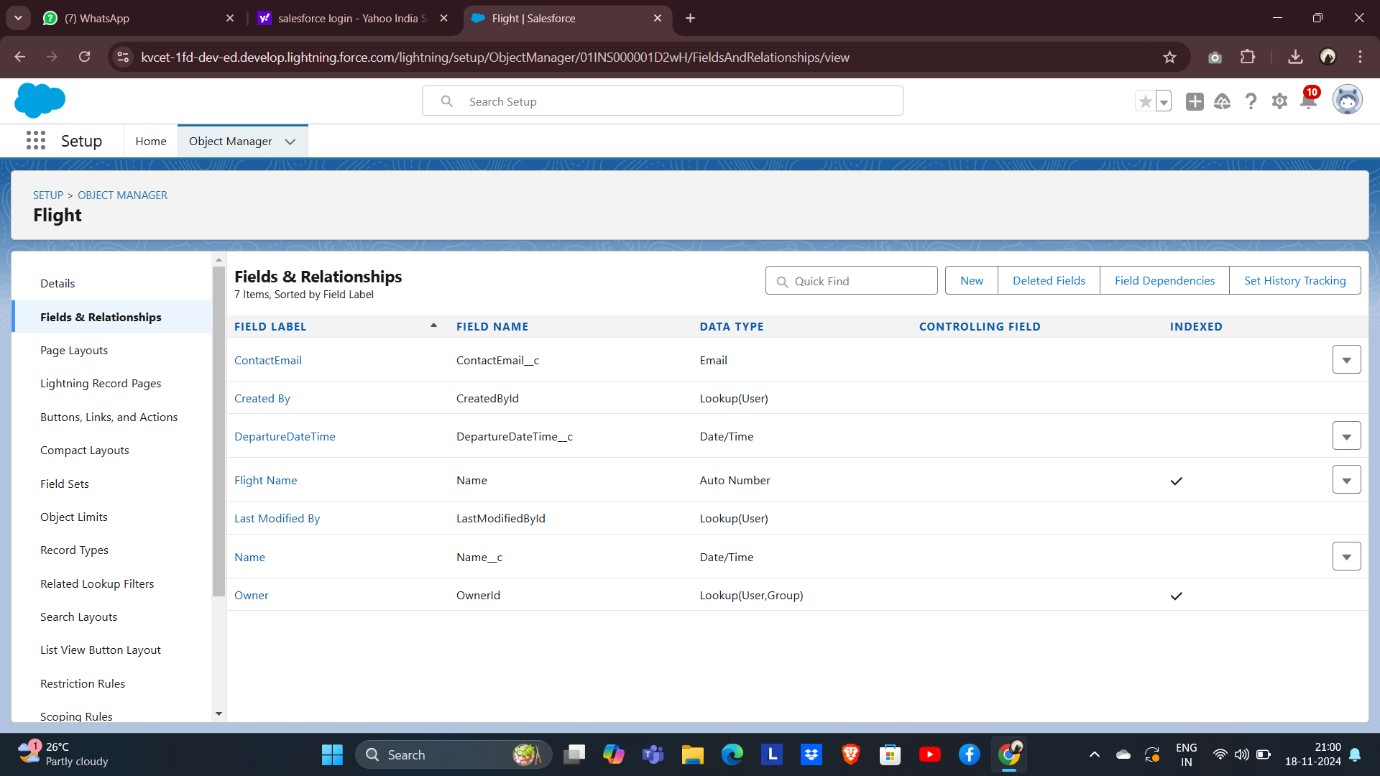 (7) WhatsApp
salesforce login - Yahoo India S
Flight | Salesforce
kvcet-1fd-dev-ed.develop.lightning.force.com/lightning/setup/ObjectManager/01INS000001D2wH/FieldsAndRelationships/view
Search Setup
10
Setup Home Object Manager
SETUP > OBJECT MANAGER
Flight
Details
Fields & Relationships
Page Layouts
Lightning Record Pages
Buttons, Links, and Actions
Compact Layouts
Field Sets
Object Limits
Record Types
Related Lookup Filters
Search Layouts
List View Button Layout
Restriction Rules
Scoping Rules
Fields & Relationships
7 Items, Sorted by Field Label
Quick Find
New Deleted Fields Field Dependencies Set History Tracking
FIELD LABEL FIELD NAME DATA TYPE CONTROLLING FIELD INDEXED
ContactEmail ContactEmail__c Email
Created By CreatedById Lookup(User)
DepartureDateTime DepartureDateTime__c Date/Time
Flight Name Name Auto Number
Last Modified By LastModifiedById Lookup(User)
Name Name__c Date/Time
Owner OwnerId Lookup(User,Group)
1
26°C
Partly cloudy
Search
L
ENG
IN
21:00
18-11-2024